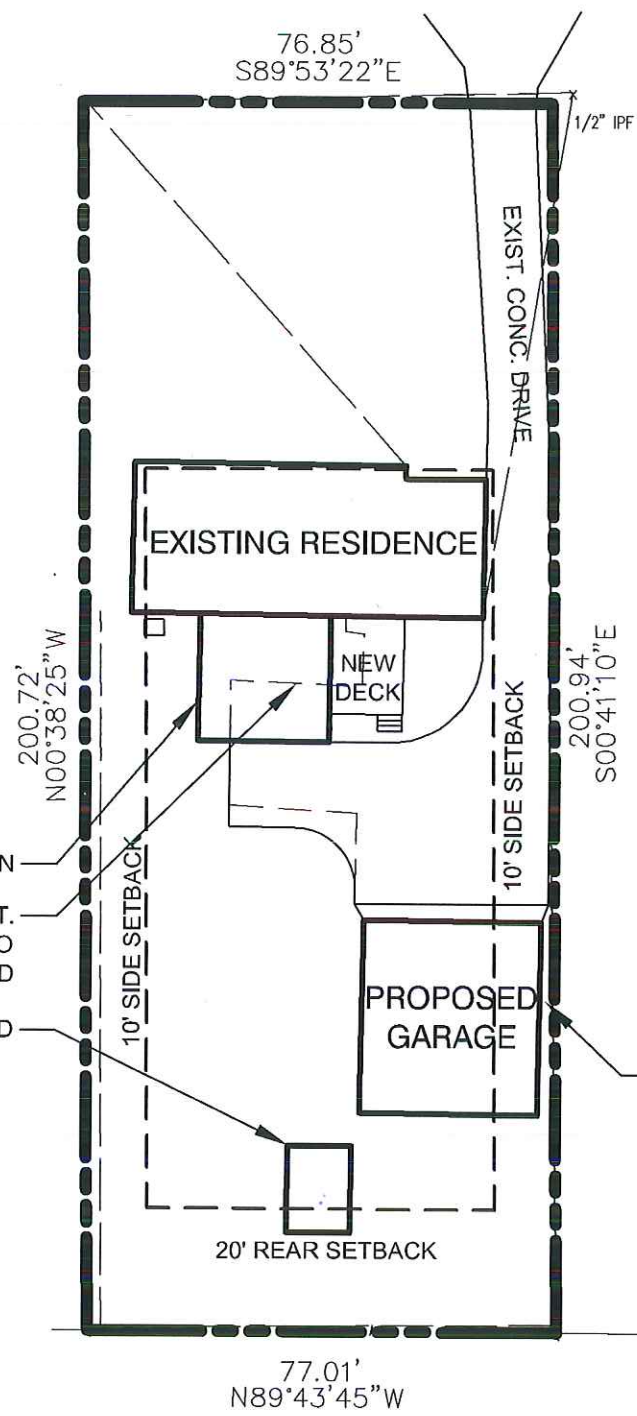 76.85'
S89°53'22"E
1/2" IPF
EXIST. CONC. DRIVE
EXISTING RESIDENCE
NEW
DECK
200.72'
N00°38'25"W
200.94'
S00°41'10"E
10' SIDE SETBACK
10' SIDE SETBACK
N
T.
O
D
D
PROPOSED
GARAGE
20' REAR SETBACK
77.01'
N89°43'45"W